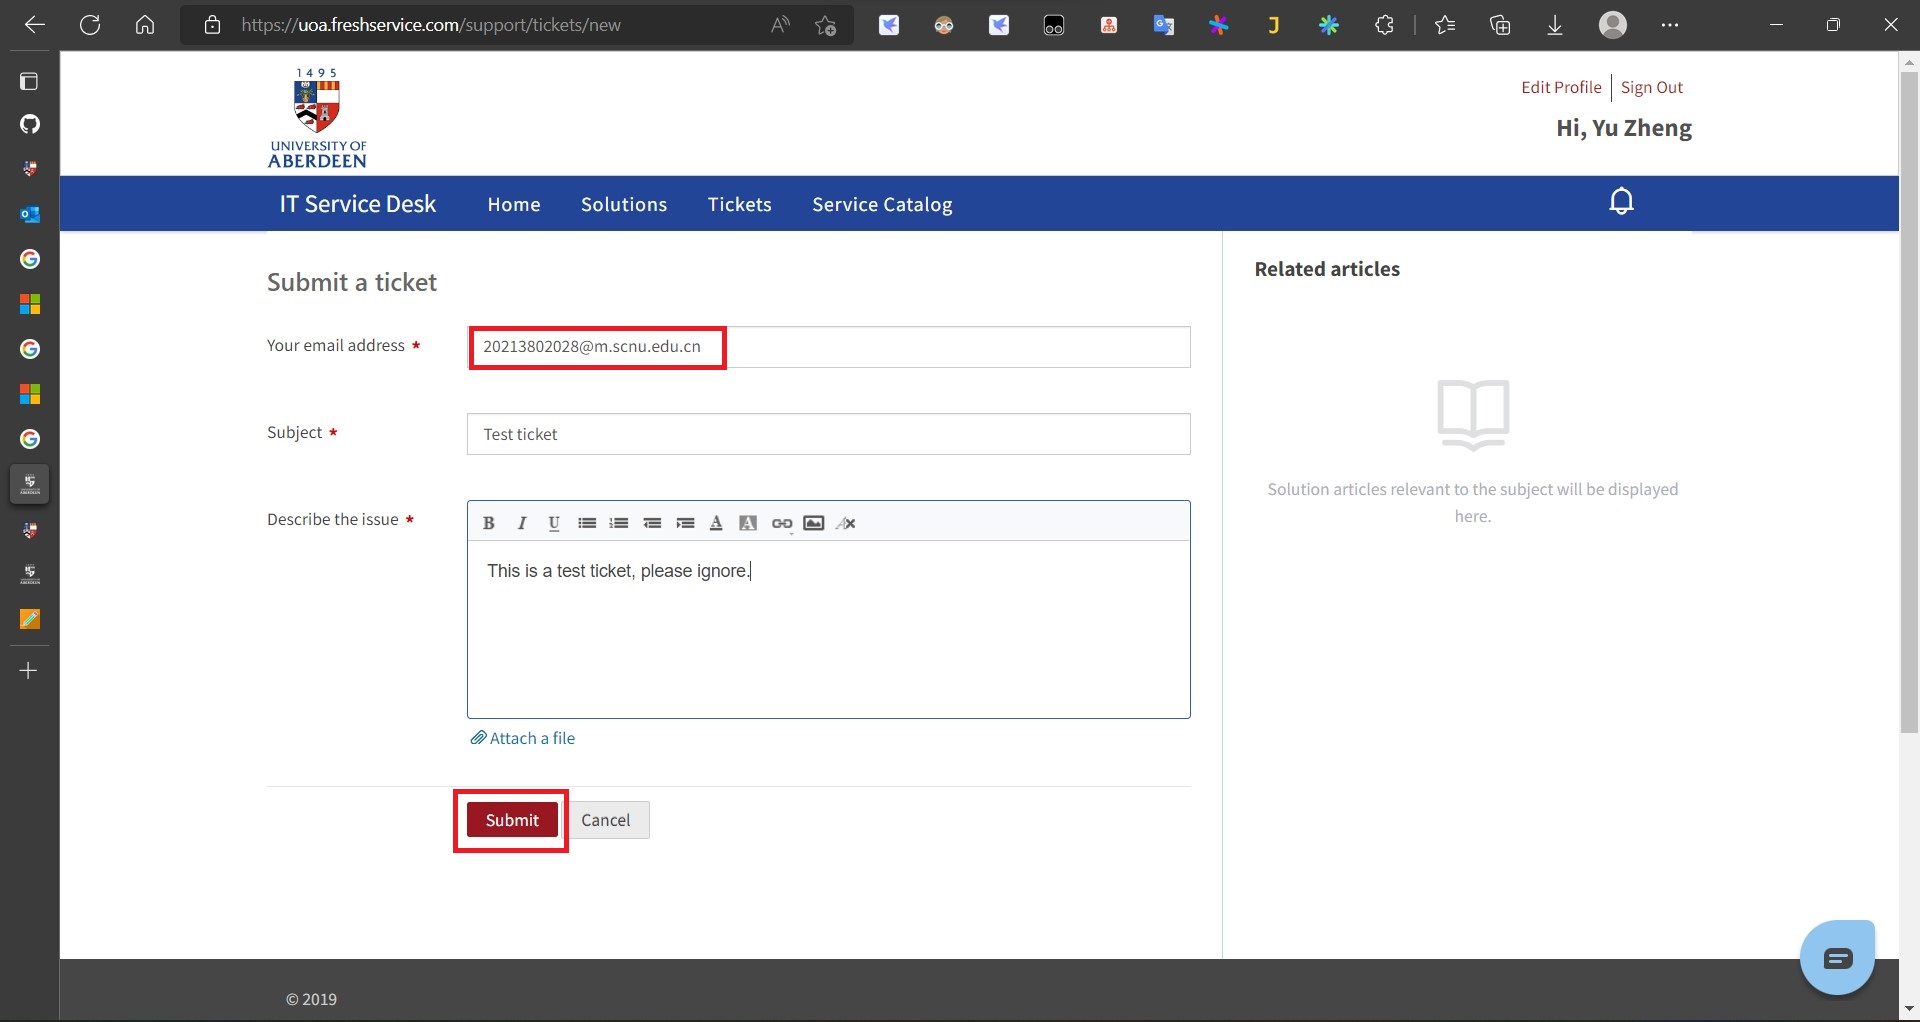 https://uoa.freshservice.com/support/tickets/new
1495
UNIVERSITY OF
ABERDEEN
Edit Profile
Sign Out
Hi, Yu Zheng
IT Service Desk
Home
Solutions
Tickets
Service Catalog
Submit a ticket
Your email address *
20213802028@m.scnu.edu.cn
Subject *
Test ticket
Describe the issue *
B I U A A
This is a test ticket, please ignore.
Attach a file
Submit
Cancel
Related articles
Solution articles relevant to the subject will be displayed
here.
© 2019